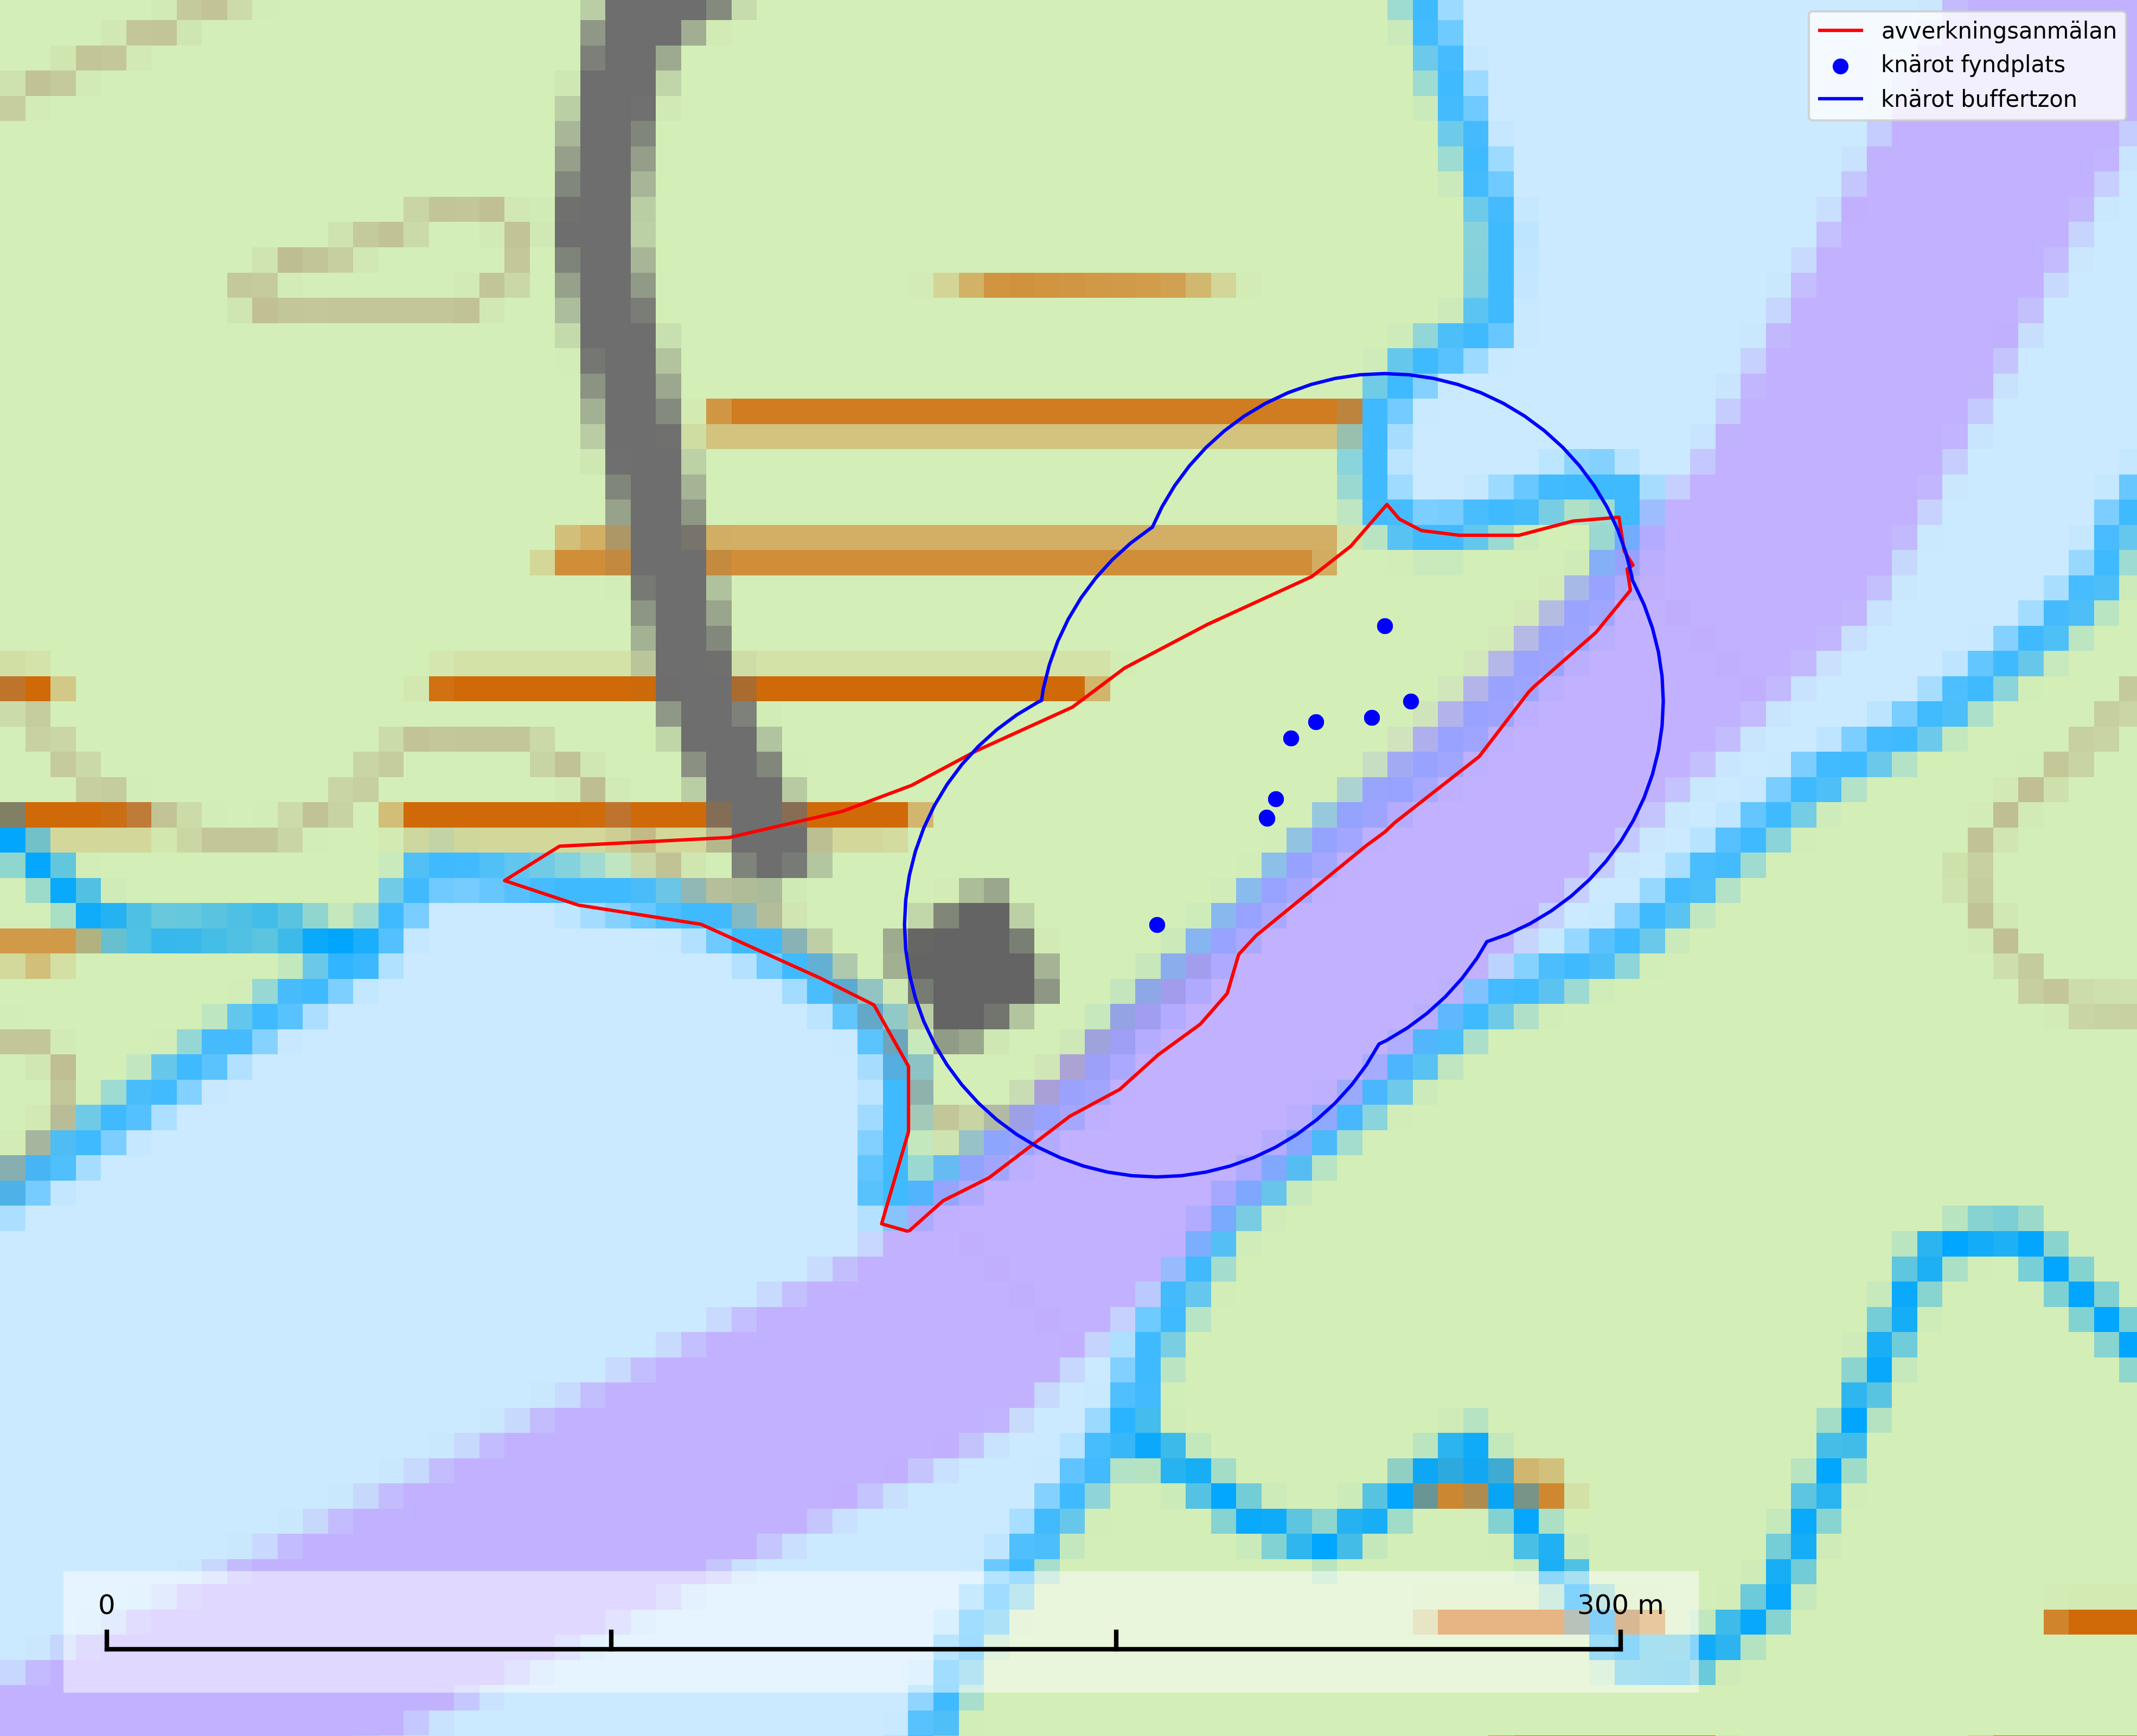 avverkningsanmälan
knärot fyndplats
knärot buffertzon
0
300 m